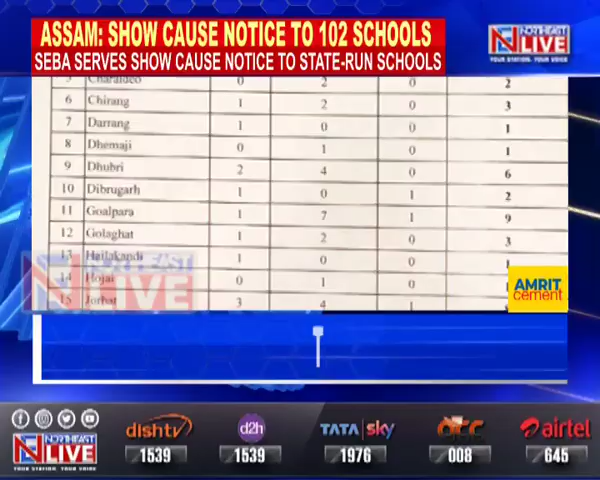 ASSAM: SHOW CAUSE NOTICE TO 102 SCHOOLS
SEBA SERVES SHOW CAUSE NOTICE TO STATE-RUN SCHOOLS
NORTHEAST
LIVE
YOUR STATION. YOUR VOICE
5 Charaideo 0 2 0 2
6 Chirang 1 2 0 3
7 Darrang 1 0 0 1
8 Dhemaji 0 1 0 1
9 Dhubri 2 4 0 6
10 Dibrugarh 1 0 1 2
11 Goalpara 1 7 1 9
12 Golaghat 1 2 0 3
13 Hailakandi 1 0 0 1
14 Hojai 0 1 0
15 Jorhat 3 4 1
NORTHEAST
LIVE
AMRIT
cement
NORTHEAST
LIVE
YOUR STATION. YOUR VOICE
dishtv d2h TATA sky airtel
1539 1539 1976 008 645